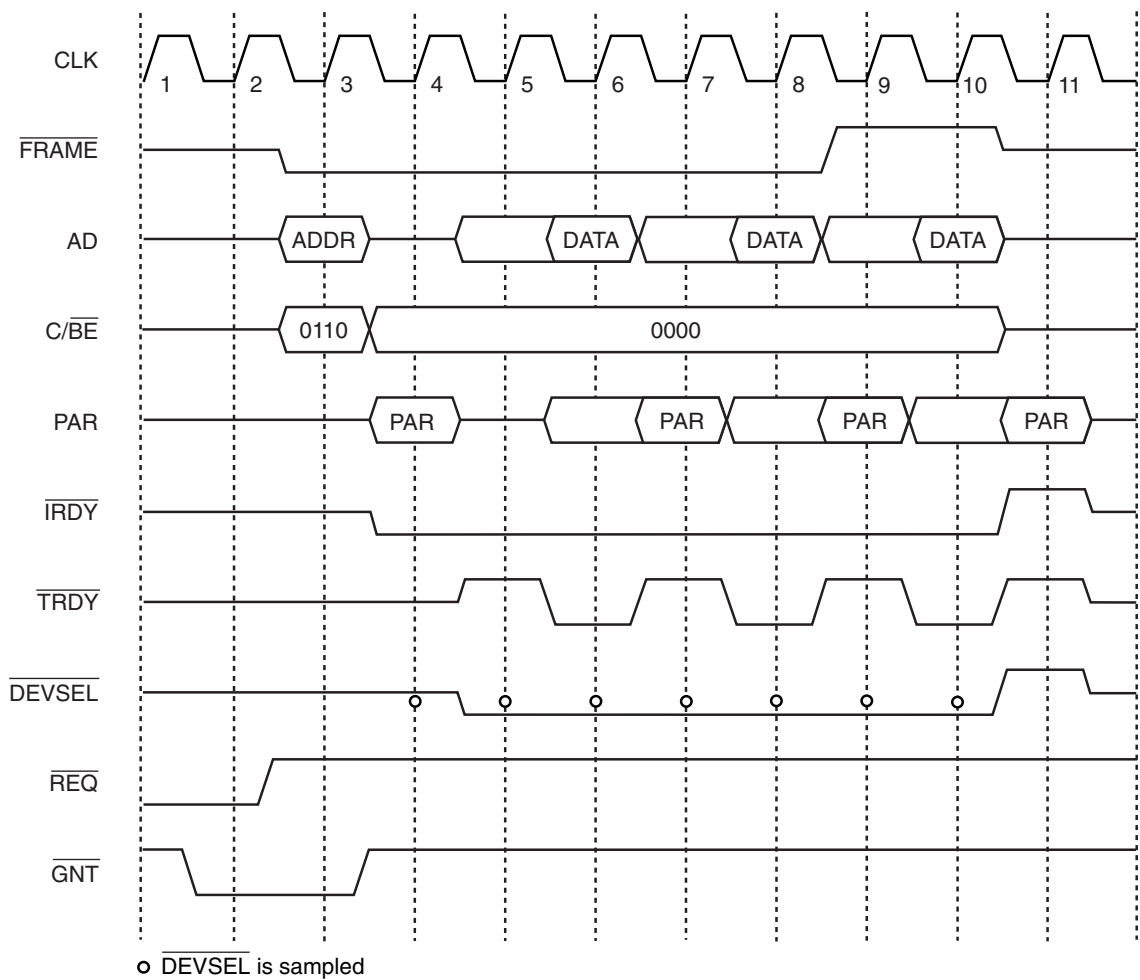 CLK
1 2 3 4 5 6 7 8 9 10 11
FRAME
AD
ADDR DATA DATA DATA
C/BE
0110 0000
PAR
PAR PAR PAR PAR
IRDY
TRDY
DEVSEL
REQ
GNT
DEVSEL is sampled